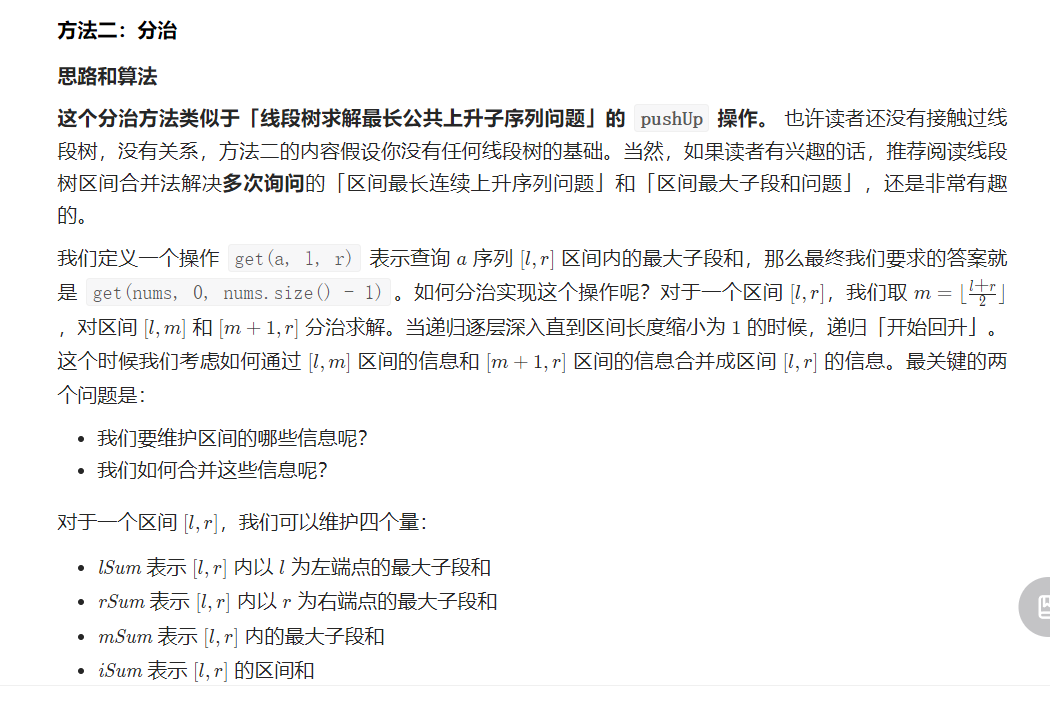 方法二：分治
思路和算法
这个分治方法类似于「线段树求解最长公共上升子序列问题」的 pushUp 操作。 也许读者还没有接触过线
段树，没有关系，方法二的内容假设你没有任何线段树的基础。当然，如果读者有兴趣的话，推荐阅读线段
树区间合并法解决多次询问的「区间最长连续上升序列问题」和「区间最大子段和问题」，还是非常有趣
的。
我们定义一个操作 get(a, l, r) 表示查询 a 序列 [l, r] 区间内的最大子段和，那么最终我们要求的答案就
是 get(nums, 0, nums.size() - 1) 。如何分治实现这个操作呢？对于一个区间 [l, r]，我们取 m = ⌊(l+r)/2⌋
，对区间 [l, m] 和 [m + 1, r] 分治求解。当递归逐层深入直到区间长度缩小为 1 的时候，递归「开始回升」。
这个时候我们考虑如何通过 [l, m] 区间的信息和 [m + 1, r] 区间的信息合并成区间 [l, r] 的信息。最关键的两
个问题是：
• 我们要维护区间的哪些信息呢？
• 我们如何合并这些信息呢？
对于一个区间 [l, r]，我们可以维护四个量：
• lSum 表示 [l, r] 内以 l 为左端点的最大子段和
• rSum 表示 [l, r] 内以 r 为右端点的最大子段和
• mSum 表示 [l, r] 内的最大子段和
• iSum 表示 [l, r] 的区间和